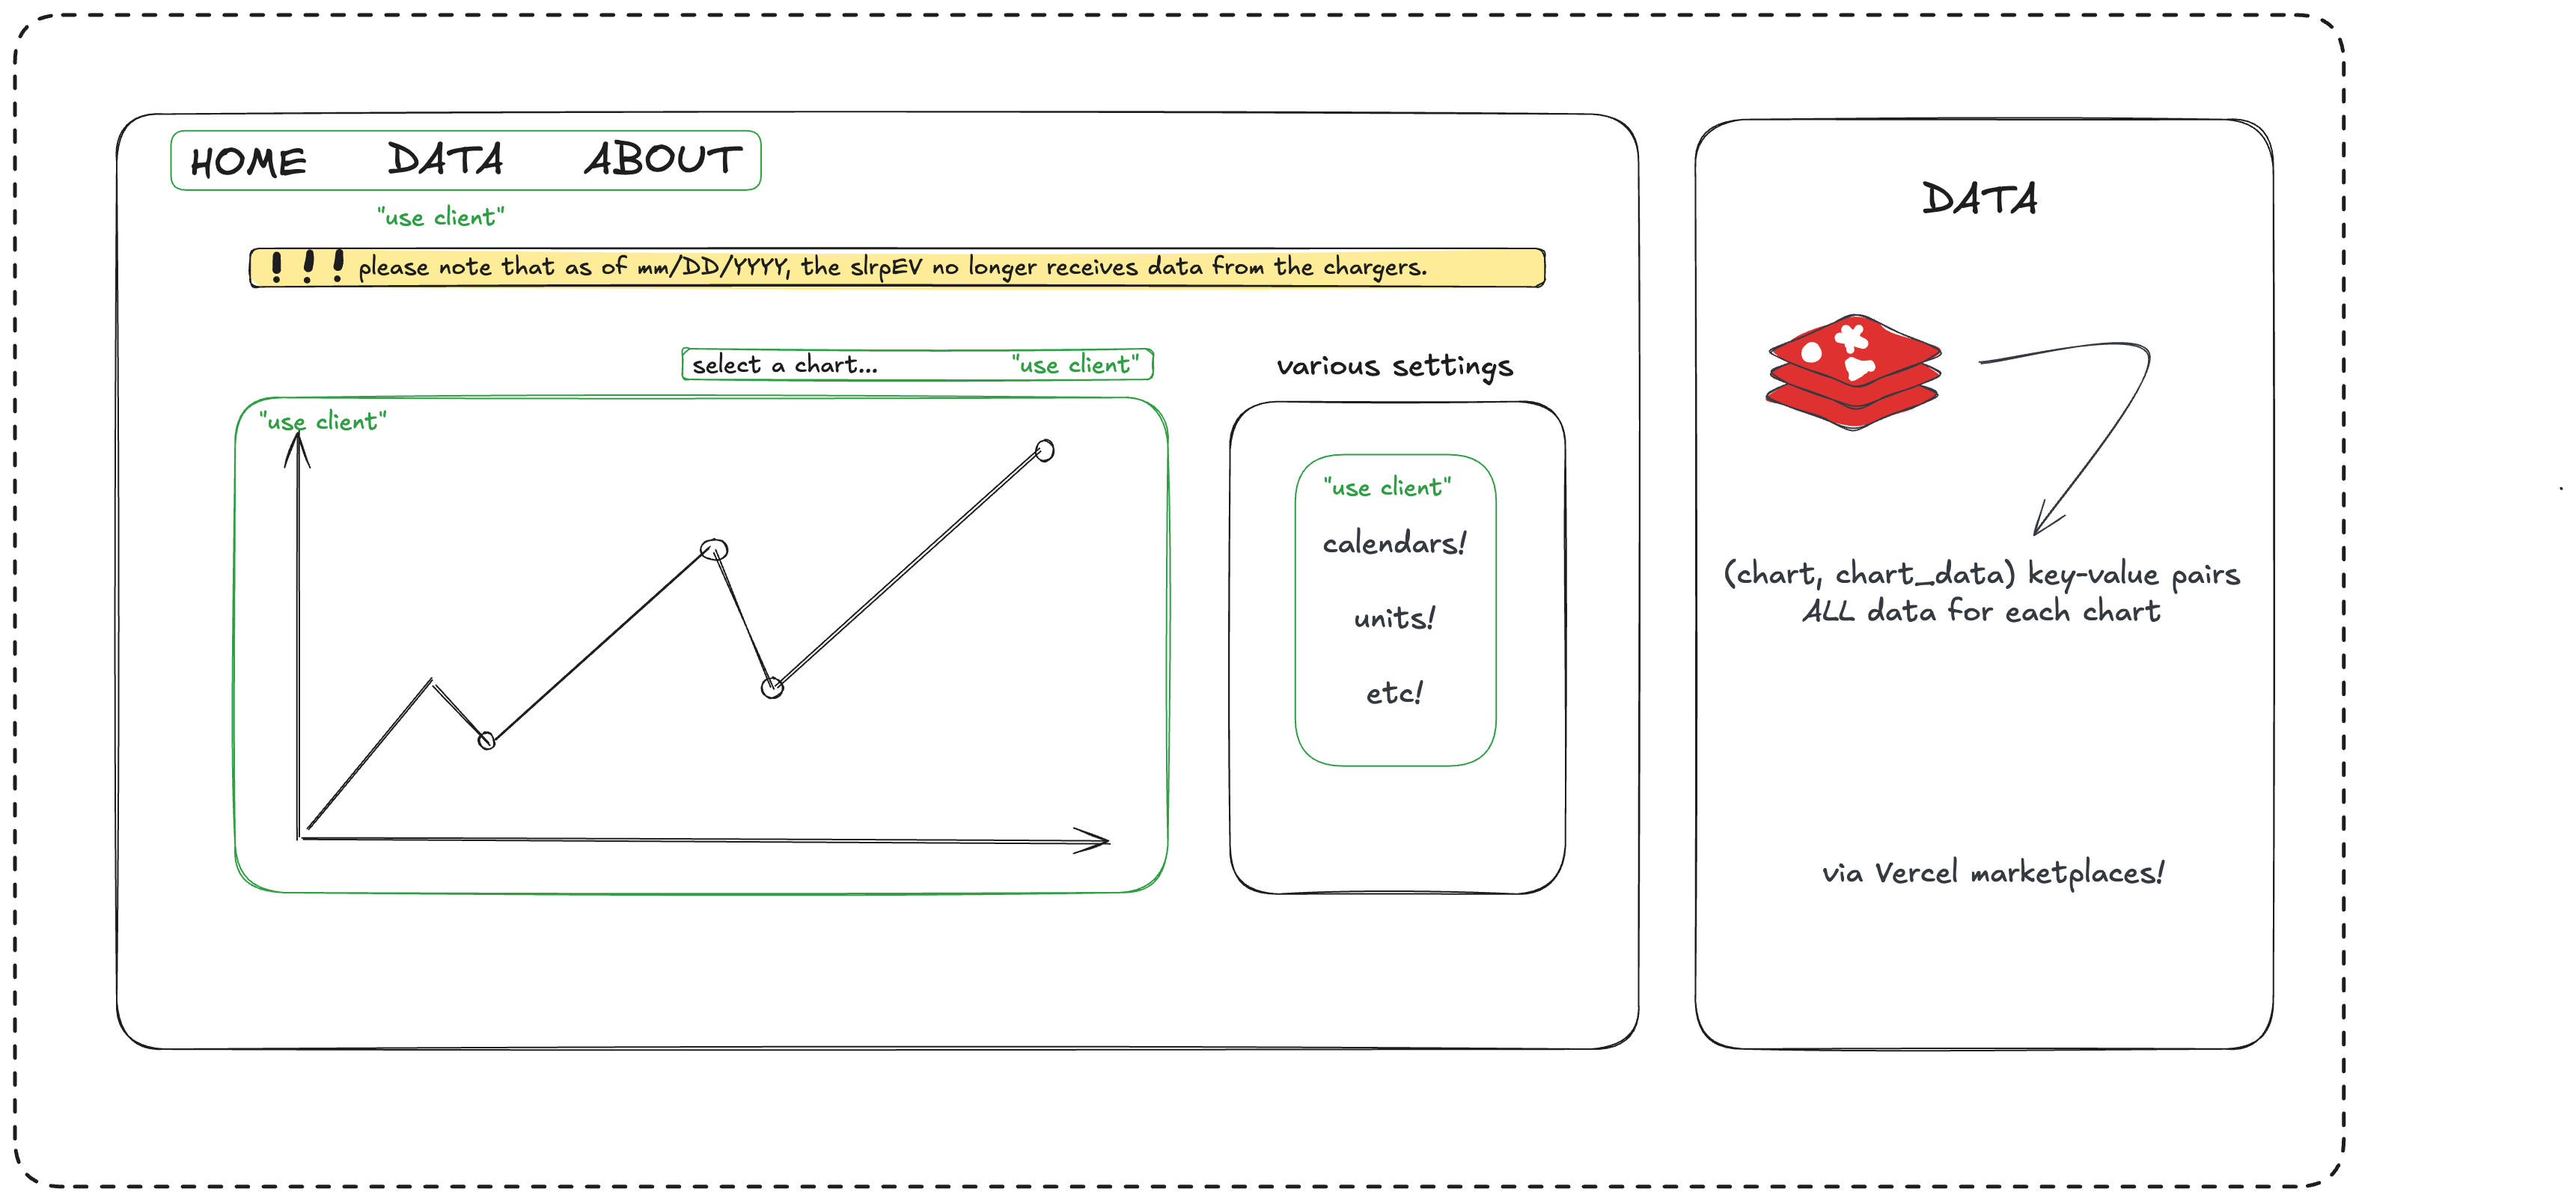 HOME DATA ABOUT
"use client"
!!! please note that as of mm/DD/YYYY, the slrpEV no longer receives data from the chargers.
select a chart... "use client"
various settings
"use client"
"use client"
calendars!
units!
etc!
DATA
(chart, chart_data) key-value pairs
ALL data for each chart
via Vercel marketplaces!